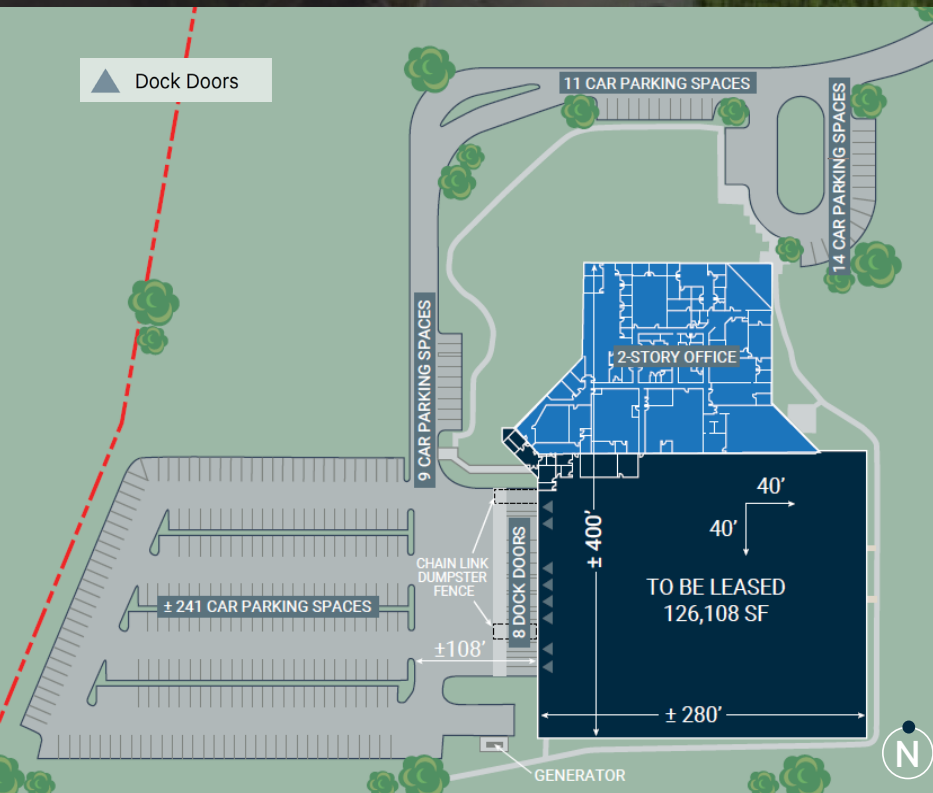 Dock Doors
11 CAR PARKING SPACES
14 CAR PARKING SPACES
2-STORY OFFICE
9 CAR PARKING SPACES
40’
40’
± 400’
CHAIN LINK
DUMPSTER
FENCE
8 DOCK DOORS
TO BE LEASED
126,108 SF
± 241 CAR PARKING SPACES
±108’
± 280’
N
GENERATOR